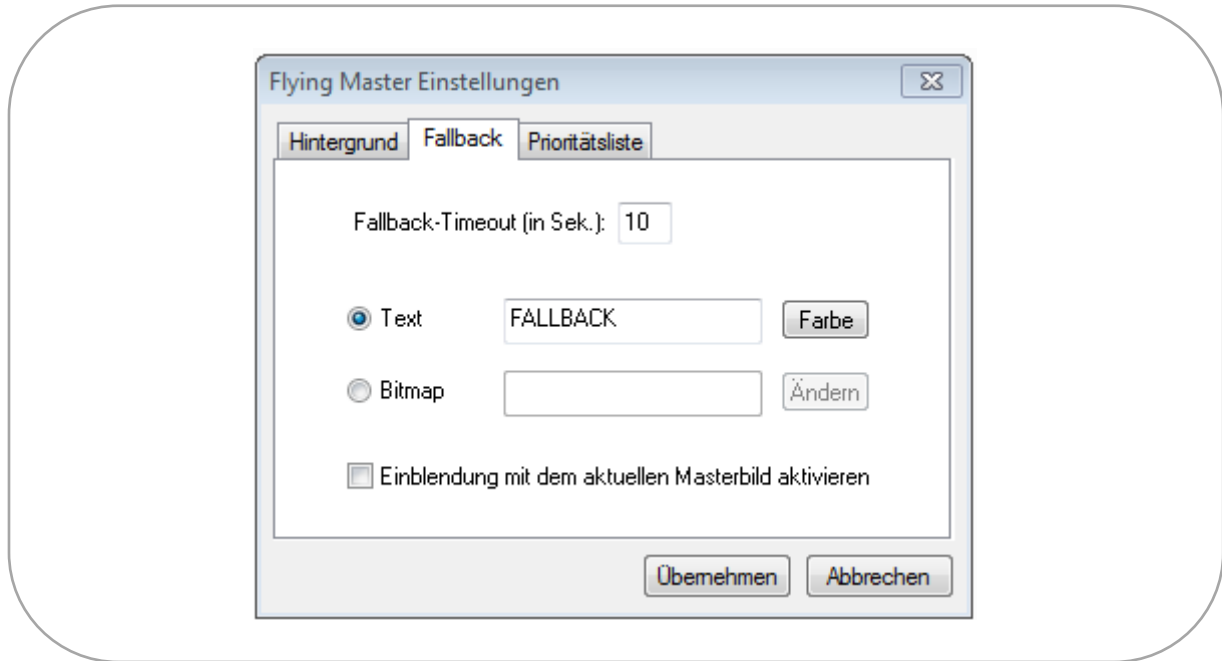 Flying Master Einstellungen
Hintergrund Fallback Prioritätsliste
Fallback-Timeout (in Sek.): 10
Text FALLBACK Farbe
Bitmap Ändern
Einblendung mit dem aktuellen Masterbild aktivieren
Übernehmen Abbrechen